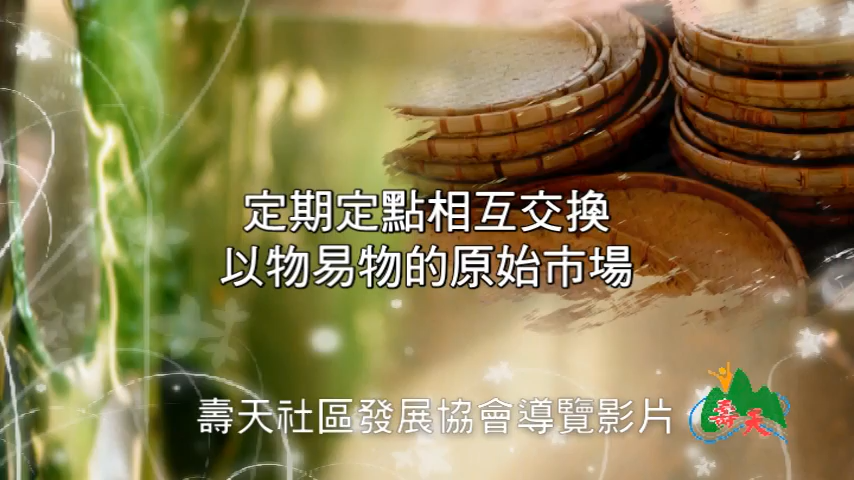 定期定點相互交換
以物易物的原始市場
壽天社區發展協會導覽影片
壽天